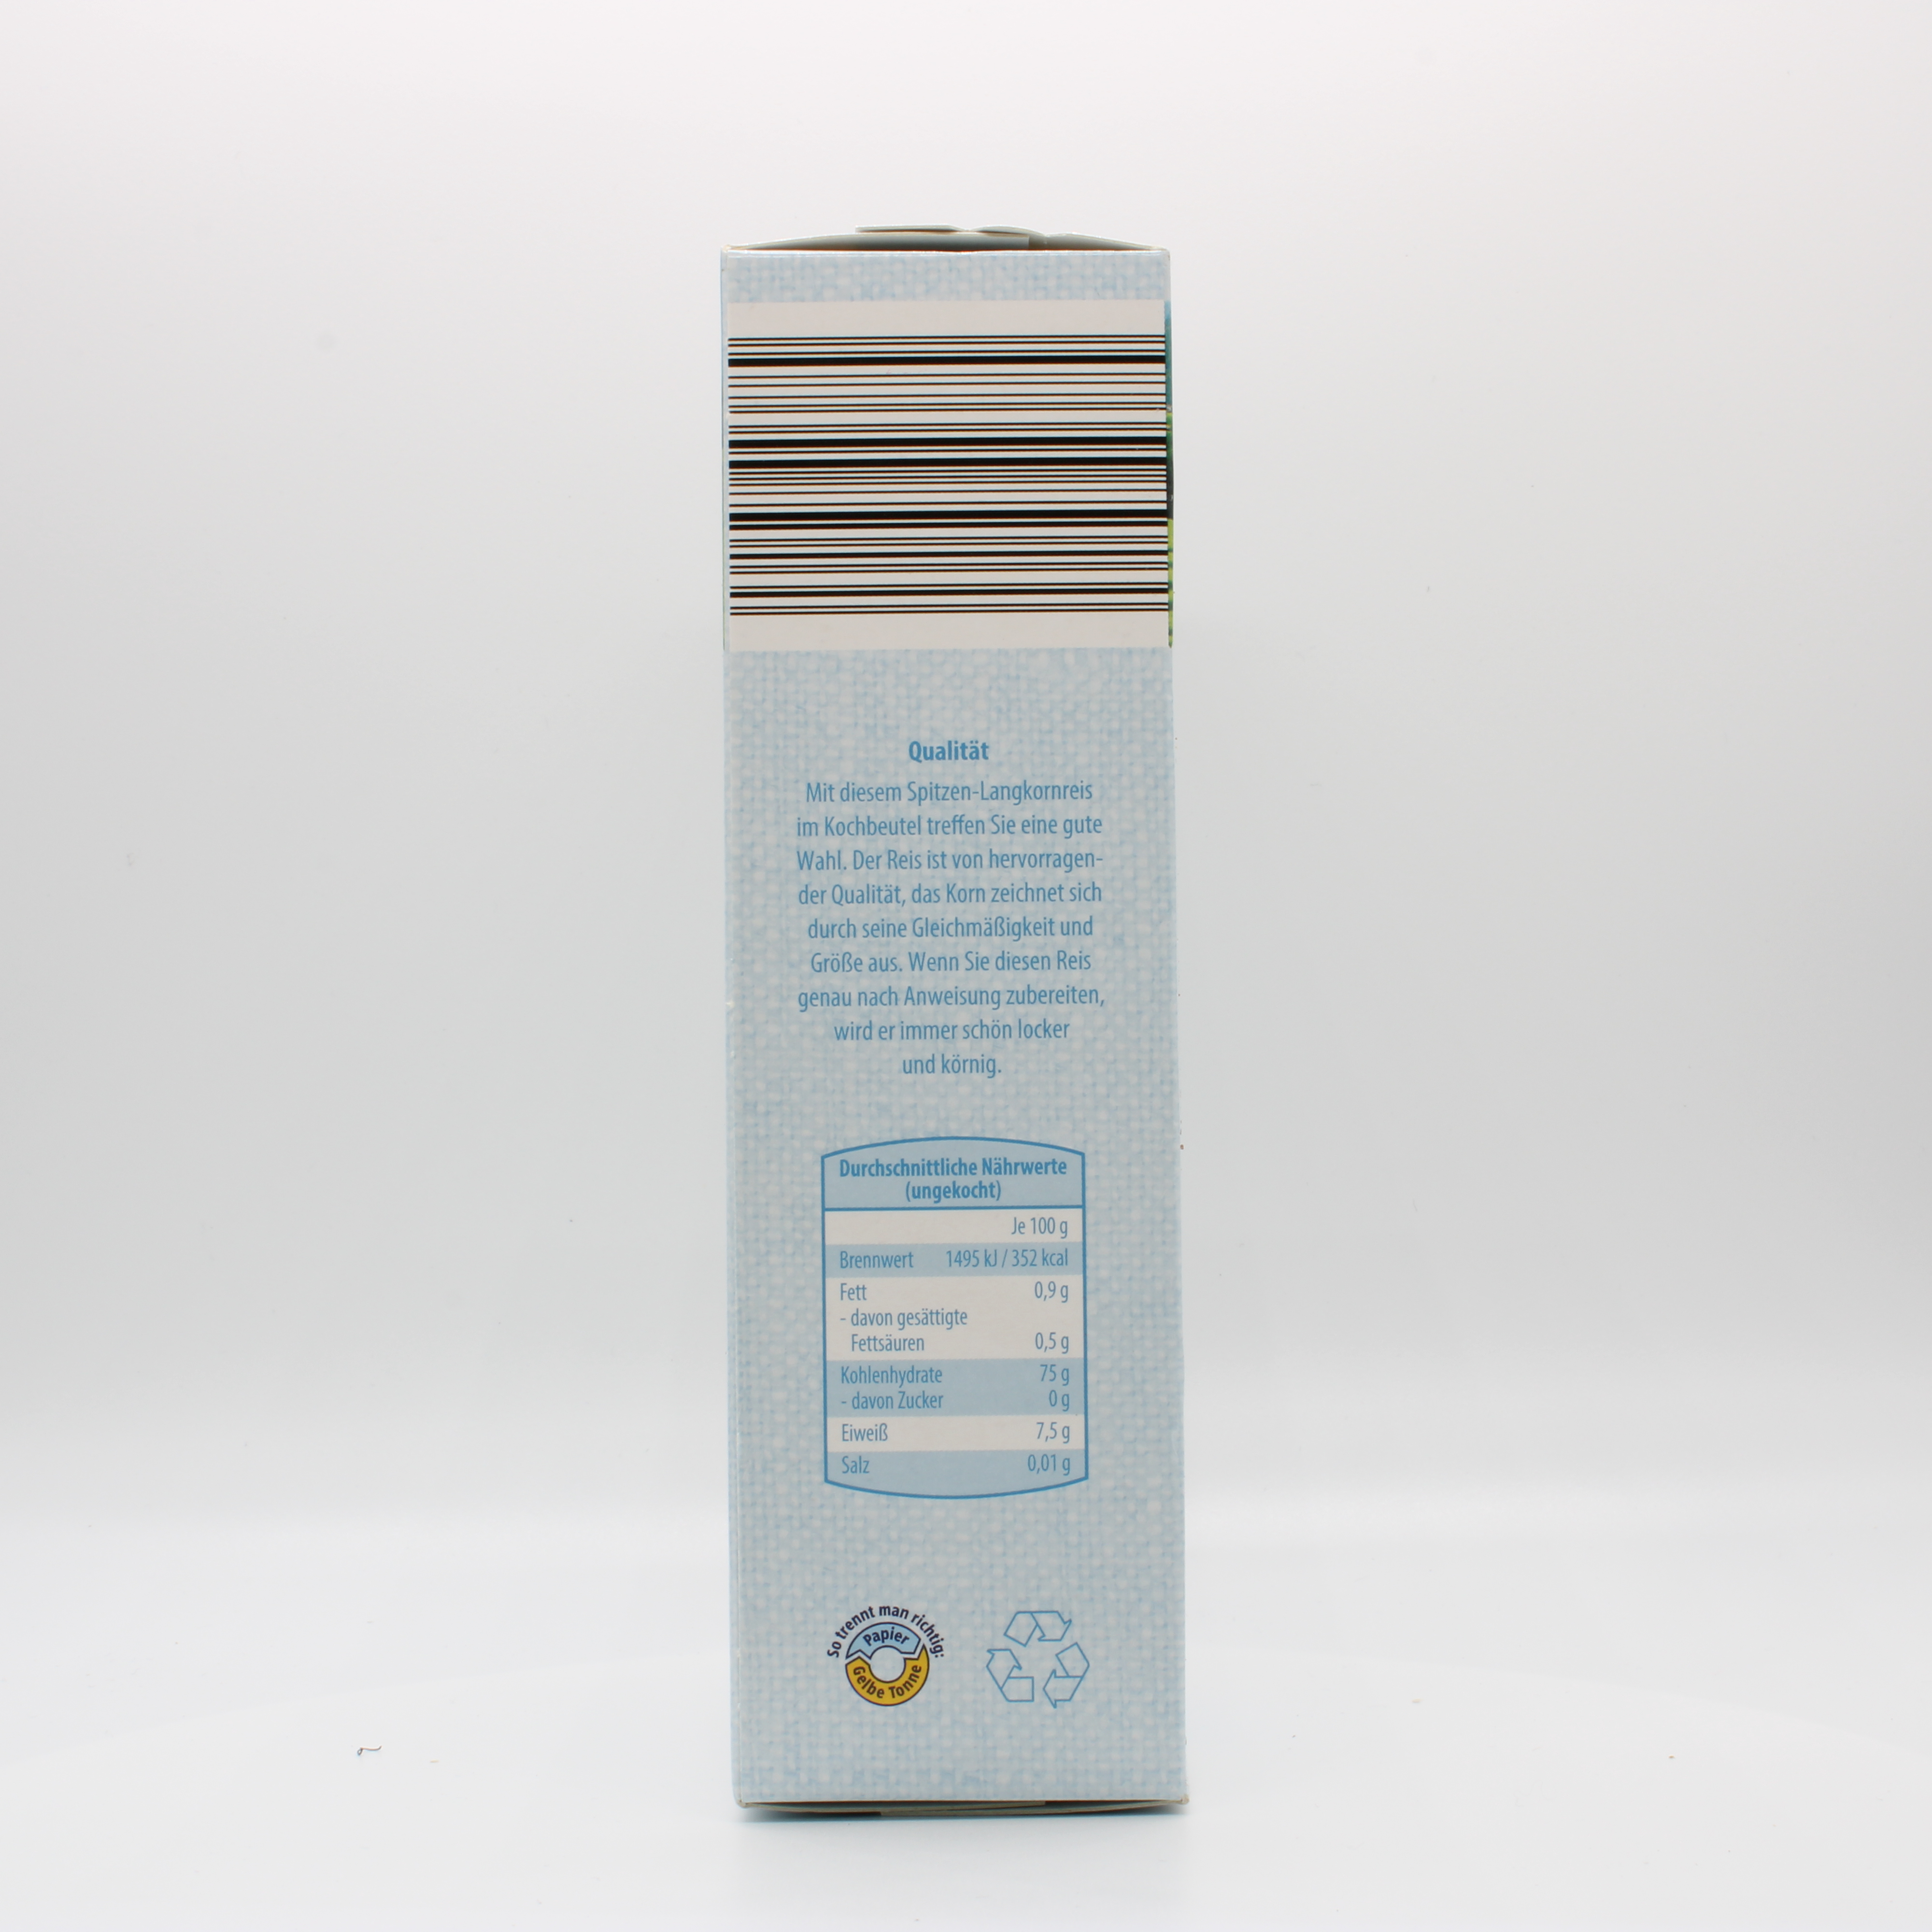 Qualität
Mit diesem Spitzen-Langkornreis
im Kochbeutel treffen Sie eine gute
Wahl. Der Reis ist von hervorragen-
der Qualität, das Korn zeichnet sich
durch seine Gleichmäßigkeit und
Größe aus. Wenn Sie diesen Reis
genau nach Anweisung zubereiten,
wird er immer schön locker
und körnig.
Durchschnittliche Nährwerte
(ungekocht)
Je 100 g
Brennwert 1495 kJ / 352 kcal
Fett 0,9 g
- davon gesättigte
Fettsäuren 0,5 g
Kohlenhydrate 75 g
- davon Zucker 0 g
Eiweiß 7,5 g
Salz 0,01 g
So trennt man richtig:
Papier
Gelbe Tonne